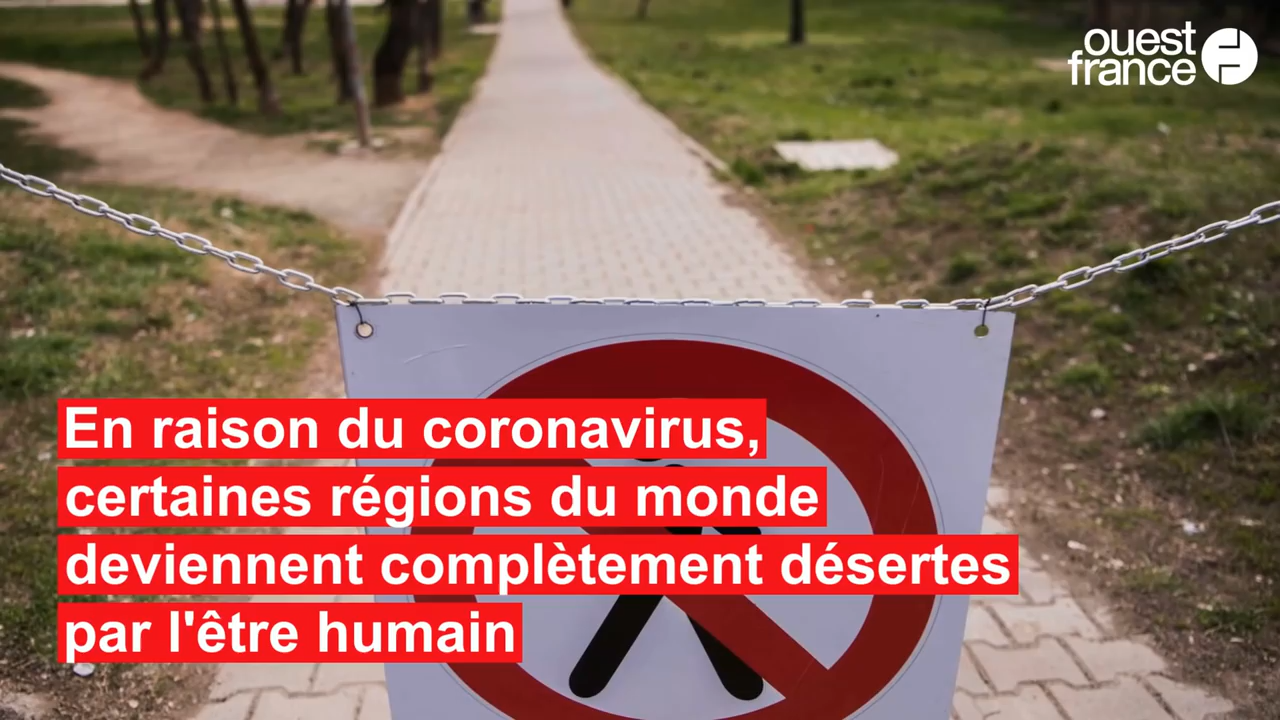 ouest
france
En raison du coronavirus,
certaines régions du monde
deviennent complètement désertes
par l'être humain